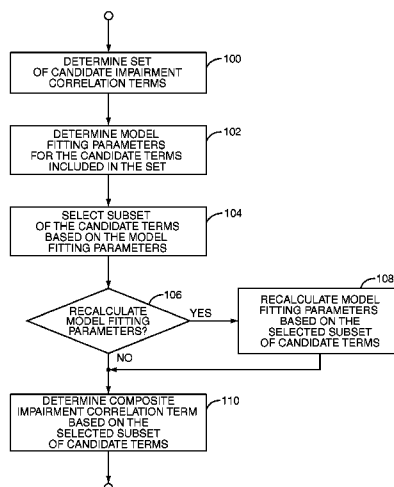 DETERMINE SET
OF CANDIDATE IMPAIRMENT
CORRELATION TERMS
100
DETERMINE MODEL
FITTING PARAMETERS
FOR THE CANDIDATE TERMS
INCLUDED IN THE SET
102
SELECT SUBSET
OF THE CANDIDATE TERMS
BASED ON THE MODEL
FITTING PARAMETERS
104
RECALCULATE
MODEL FITTING
PARAMETERS?
106
YES
NO
RECALCULATE MODEL
FITTING PARAMETERS
BASED ON THE
SELECTED SUBSET
OF CANDIDATE TERMS
108
DETERMINE COMPOSITE
IMPAIRMENT CORRELATION TERM
BASED ON THE
SELECTED SUBSET
OF CANDIDATE TERMS
110